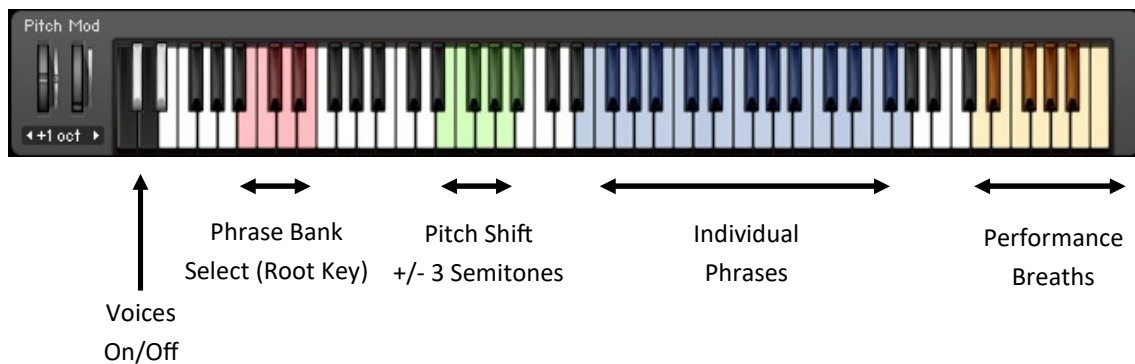 Pitch Mod
+1 oct
Phrase Bank
Select (Root Key)
Pitch Shift
+/- 3 Semitones
Individual
Phrases
Performance
Breaths
Voices
On/Off